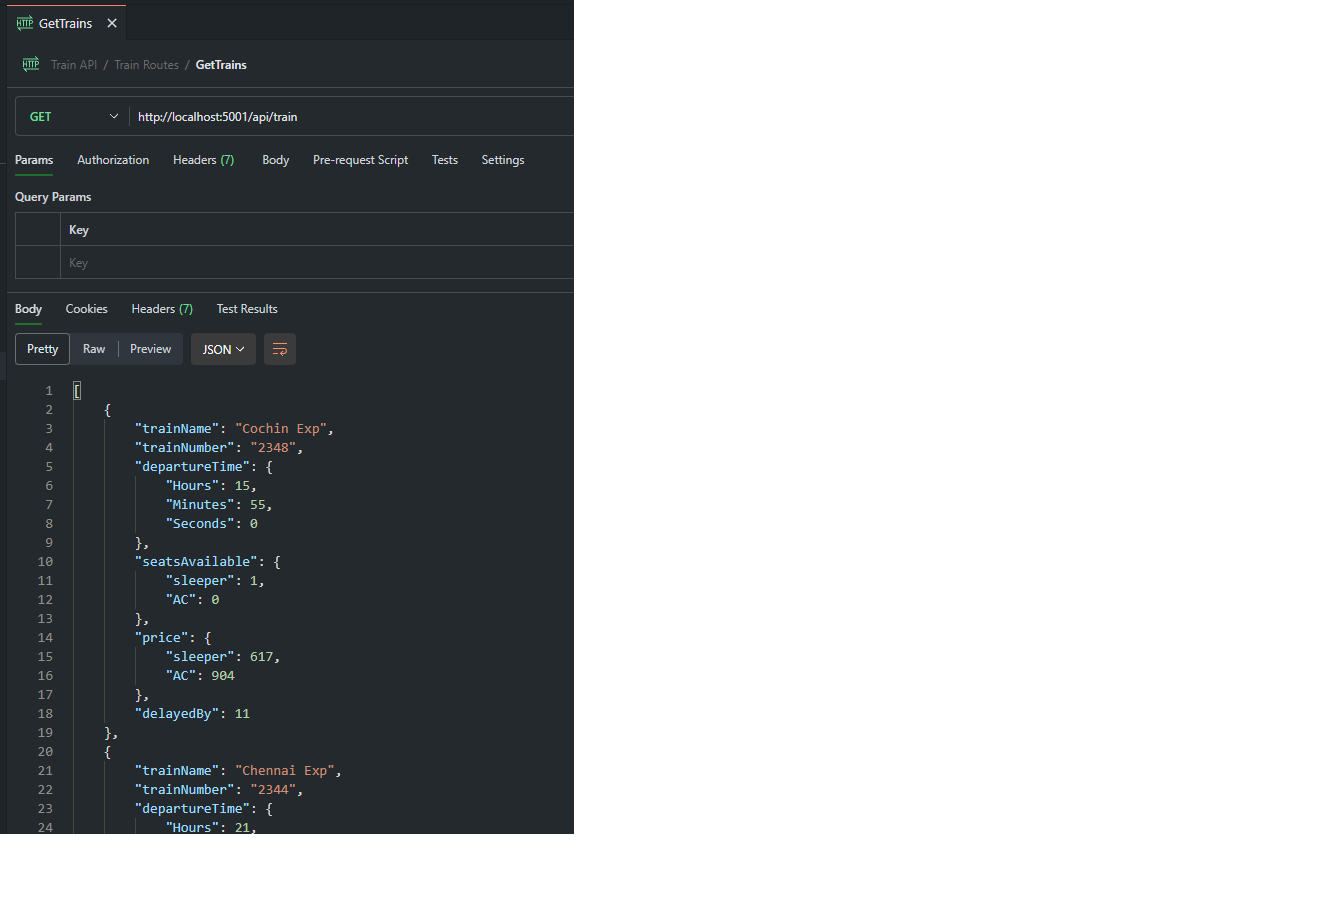 HTTP GetTrains ×
HTTP Train API / Train Routes / GetTrains
GET http://localhost:5001/api/train
Params Authorization Headers (7) Body Pre-request Script Tests Settings
Query Params
Key
Key
Body Cookies Headers (7) Test Results
Pretty Raw Preview JSON
1 [
2 {
3 "trainName": "Cochin Exp",
4 "trainNumber": "2348",
5 "departureTime": {
6 "Hours": 15,
7 "Minutes": 55,
8 "Seconds": 0
9 },
10 "seatsAvailable": {
11 "sleeper": 1,
12 "AC": 0
13 },
14 "price": {
15 "sleeper": 617,
16 "AC": 904
17 },
18 "delayedBy": 11
19 },
20 {
21 "trainName": "Chennai Exp",
22 "trainNumber": "2344",
23 "departureTime": {
24 "Hours": 21,